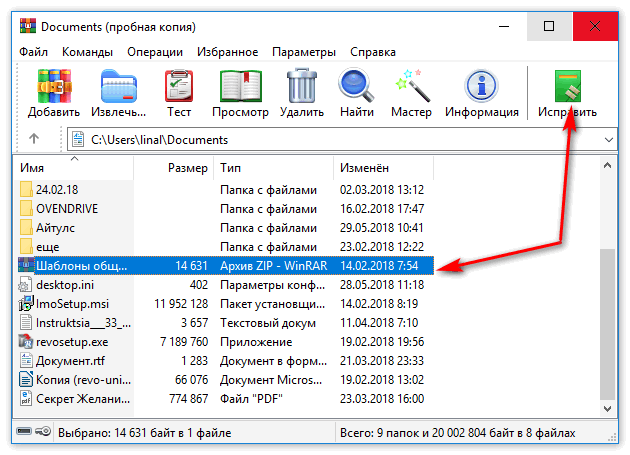 Documents (пробная копия)
Файл Команды Операции Избранное Параметры Справка
Добавить Извлечь... Тест Просмотр Удалить Найти Мастер Информация Исправить
C:\Users\linal\Documents
Имя Размер Тип Изменён
24.02.18 Папка с файлами 02.03.2018 13:12
OVENDRIVE Папка с файлами 16.02.2018 17:47
Айтулс Папка с файлами 29.05.2018 10:41
еще Папка с файлами 23.02.2018 12:22
Шаблоны общ... 14 631 Архив ZIP - WinRAR 14.02.2018 7:54
desktop.ini 402 Параметры конф... 28.05.2018 11:18
ImoSetup.msi 11 952 128 Пакет установщи... 14.02.2018 8:19
Instruktsia___33_... 3 657 Текстовый докум 11.04.2018 7:10
revosetup.exe 7 189 760 Приложение 19.02.2018 19:56
Документ.rtf 1 283 Документ в форм... 21.03.2018 23:33
Копия (revo-uni... 66 076 Документ Micros... 19.02.2018 13:02
Секрет Желани... 774 867 Файл "PDF" 23.03.2018 16:00
Выбрано: 14 631 байт в 1 файле Всего: 9 папок и 20 002 804 байт в 8 файлах